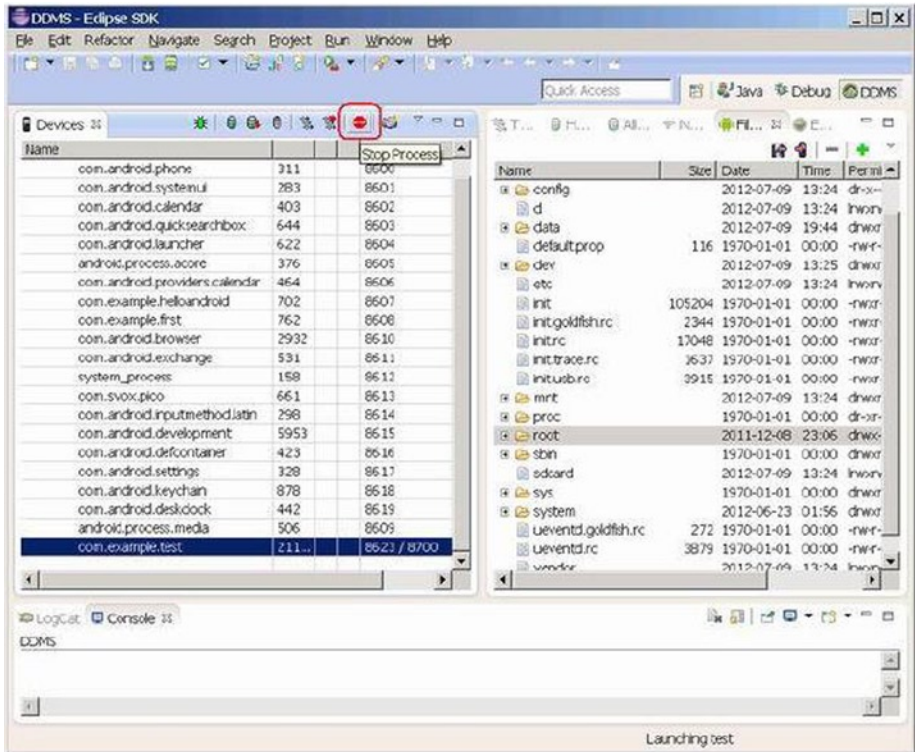 DDMS - Eclipse SDK
File Edit Refactor Navigate Search Project Run Window Help
Quick Access Java Debug DDMS
Devices
Name
Stop Process
com.android.phone 311 8600
com.android.systemui 283 8601
com.android.calendar 403 8602
com.android.quicksearchbox 644 8603
com.android.launcher 622 8604
android.process.acore 376 8605
com.android.providers.calendar 464 8606
com.example.helloandroid 702 8607
com.example.first 762 8608
com.android.browser 2932 8610
com.android.exchange 531 8611
system_process 158 8612
com.svox.pico 661 8613
com.android.inputmethod.latin 298 8614
com.android.development 5953 8615
com.android.defcontainer 423 8616
com.android.settings 328 8617
com.android.keychain 878 8618
com.android.deskclock 442 8619
android.process.media 506 8609
com.example.test 211... 8623 / 8700
T... H... Al... N... Fil... E...
Name Size Date Time Permi
config 2012-07-09 13:24 dr-x--
d 2012-07-09 13:24 lrwxrw
data 2012-07-09 19:44 drwxr
default.prop 116 1970-01-01 00:00 -rw-r-
dev 2012-07-09 13:25 drwxr
etc 2012-07-09 13:24 lrwxrw
init 105204 1970-01-01 00:00 -rwxr-
init.goldfish.rc 2344 1970-01-01 00:00 -rwxr-
init.rc 17048 1970-01-01 00:00 -rwxr-
init.trace.rc 1637 1970-01-01 00:00 -rwxr-
init.usb.rc 3915 1970-01-01 00:00 -rwxr-
mnt 2012-07-09 13:24 drwxr
proc 1970-01-01 00:00 dr-xr-
root 2011-12-08 23:06 drwx-
sbin 1970-01-01 00:00 drwxr
sdcard 2012-07-09 13:24 lrwxrw
sys 1970-01-01 00:00 drwxr
system 2012-06-23 01:56 drwxr
ueventd.goldfish.rc 272 1970-01-01 00:00 -rw-r-
ueventd.rc 3879 1970-01-01 00:00 -rw-r-
vendor 2012-07-09 13:24 lrwxrw
LogCat Console
DDMS
Launching test